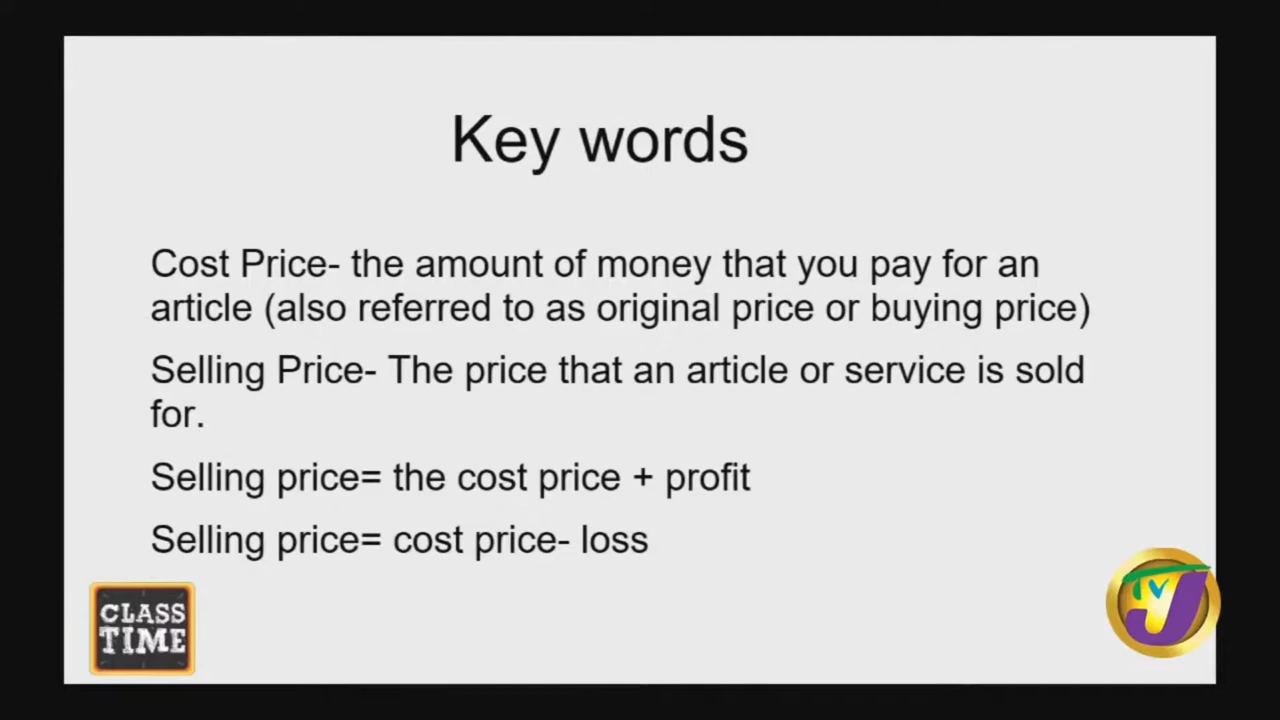 Key words
Cost Price- the amount of money that you pay for an
article (also referred to as original price or buying price)
Selling Price- The price that an article or service is sold
for.
Selling price= the cost price + profit
Selling price= cost price- loss
CLASS
TIME
TVJ